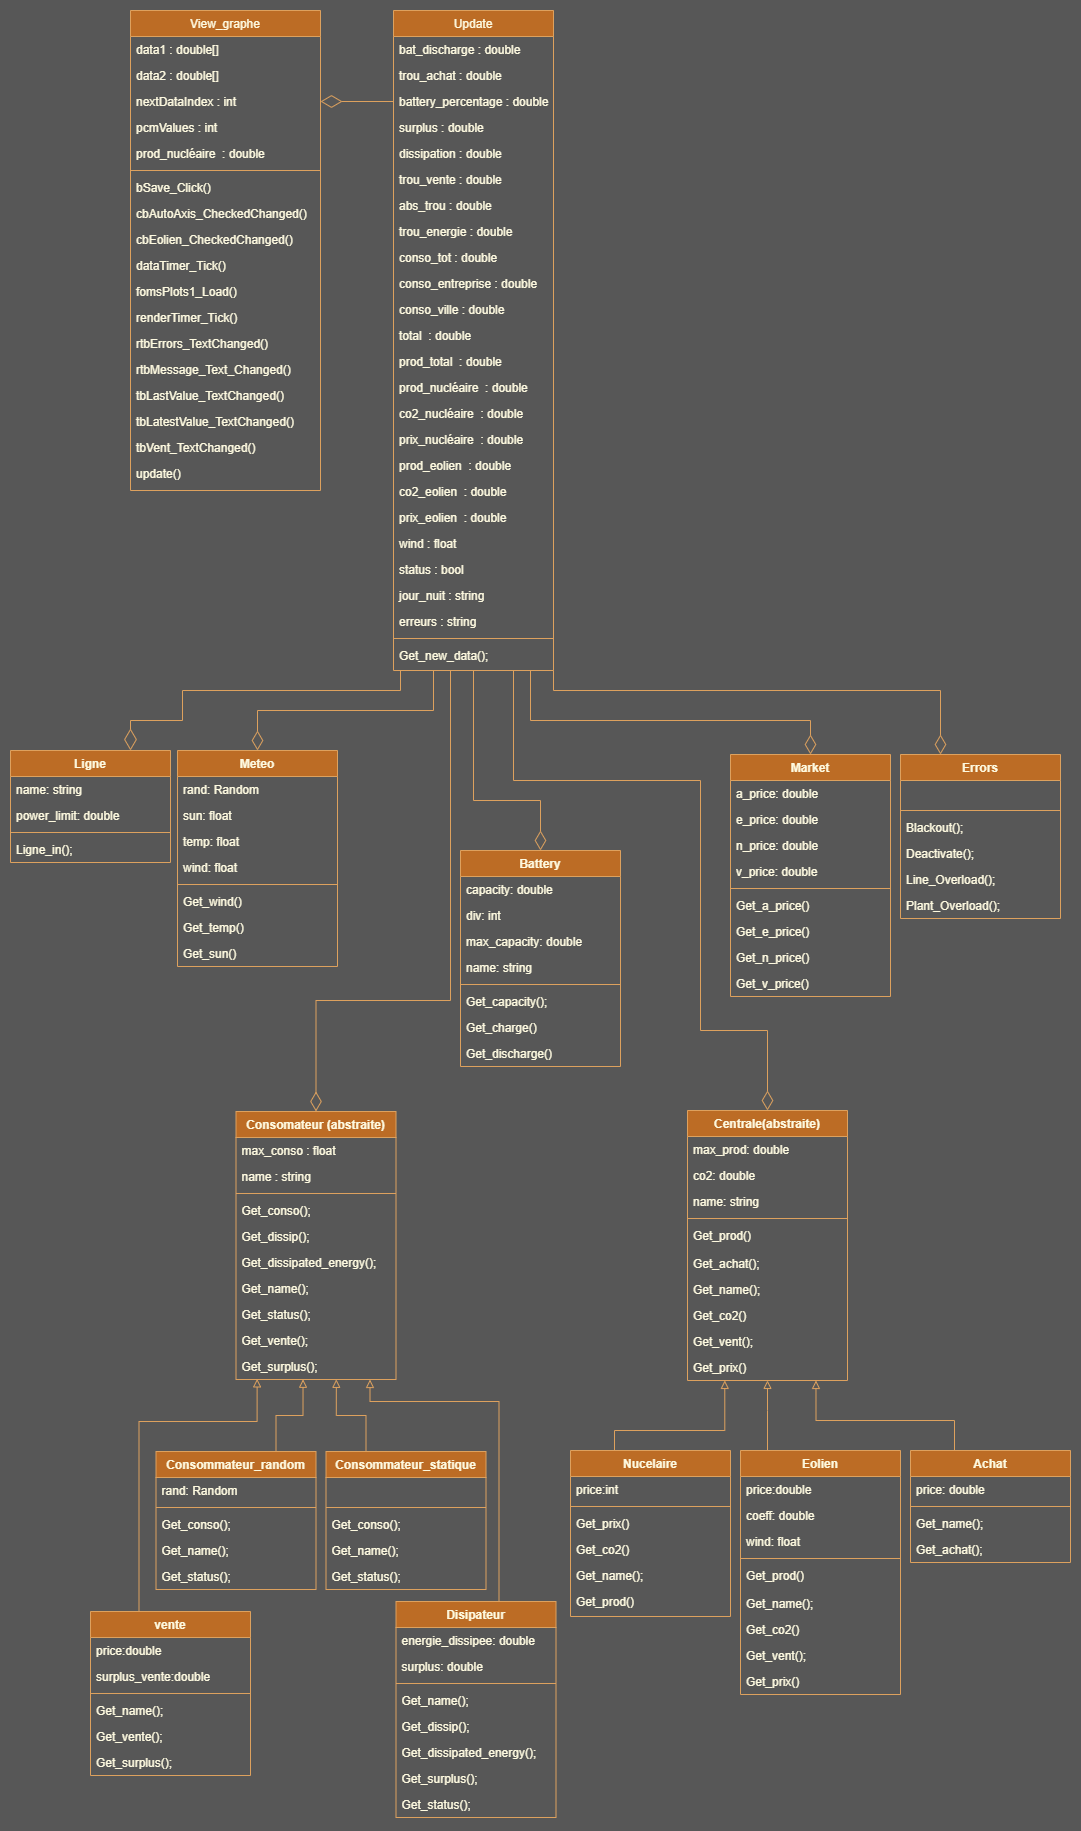 View_graphe
data1 : double[]
data2 : double[]
nextDataIndex : int
pcmValues : int
prod_nucléaire : double
bSave_Click()
cbAutoAxis_CheckedChanged()
cbEolien_CheckedChanged()
dataTimer_Tick()
fomsPlots1_Load()
renderTimer_Tick()
rtbErrors_TextChanged()
rtbMessage_Text_Changed()
tbLastValue_TextChanged()
tbLatestValue_TextChanged()
tbVent_TextChanged()
update()
Update
bat_discharge : double
trou_achat : double
battery_percentage : double
surplus : double
dissipation : double
trou_vente : double
abs_trou : double
trou_energie : double
conso_tot : double
conso_entreprise : double
conso_ville : double
total : double
prod_total : double
prod_nucléaire : double
co2_nucléaire : double
prix_nucléaire : double
prod_eolien : double
co2_eolien : double
prix_eolien : double
wind : float
status : bool
jour_nuit : string
erreurs : string
Get_new_data();
Ligne
name: string
power_limit: double
Ligne_in();
Meteo
rand: Random
sun: float
temp: float
wind: float
Get_wind()
Get_temp()
Get_sun()
Battery
capacity: double
div: int
max_capacity: double
name: string
Get_capacity();
Get_charge()
Get_discharge()
Market
a_price: double
e_price: double
n_price: double
v_price: double
Get_a_price()
Get_e_price()
Get_n_price()
Get_v_price()
Errors
Blackout();
Deactivate();
Line_Overload();
Plant_Overload();
Consomateur (abstraite)
max_conso : float
name : string
Get_conso();
Get_dissip();
Get_dissipated_energy();
Get_name();
Get_status();
Get_vente();
Get_surplus();
Centrale(abstraite)
max_prod: double
co2: double
name: string
Get_prod()
Get_achat();
Get_name();
Get_co2()
Get_vent();
Get_prix()
Consommateur_random
rand: Random
Get_conso();
Get_name();
Get_status();
Consommateur_statique
Get_conso();
Get_name();
Get_status();
Nucelaire
price:int
Get_prix()
Get_co2()
Get_name();
Get_prod()
Eolien
price:double
coeff: double
wind: float
Get_prod()
Get_name();
Get_co2()
Get_vent();
Get_prix()
Achat
price: double
Get_name();
Get_achat();
vente
price:double
surplus_vente:double
Get_name();
Get_vente();
Get_surplus();
Disipateur
energie_dissipee: double
surplus: double
Get_name();
Get_dissip();
Get_dissipated_energy();
Get_surplus();
Get_status();